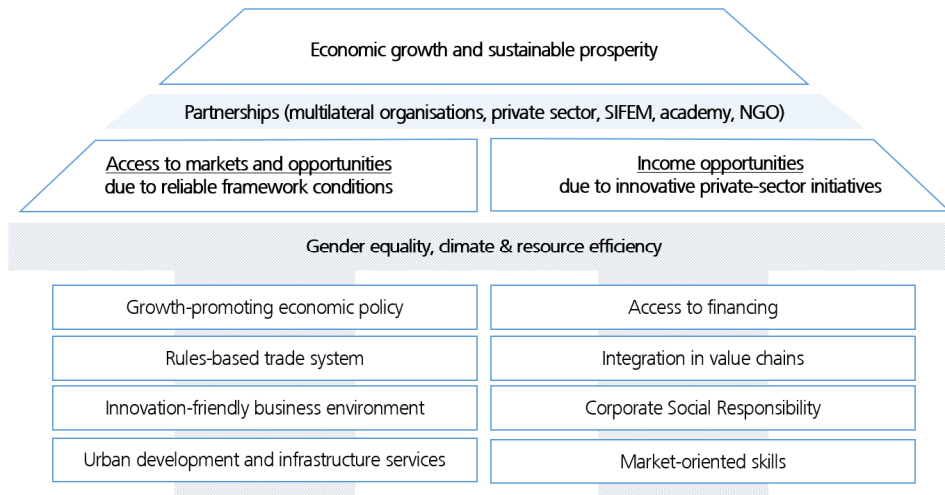 Economic growth and sustainable prosperity
Partnerships (multilateral organisations, private sector, SIFEM, academy, NGO)
Access to markets and opportunities
due to reliable framework conditions
Income opportunities
due to innovative private-sector initiatives
Gender equality, climate & resource efficiency
Growth-promoting economic policy
Access to financing
Rules-based trade system
Integration in value chains
Innovation-friendly business environment
Corporate Social Responsibility
Urban development and infrastructure services
Market-oriented skills